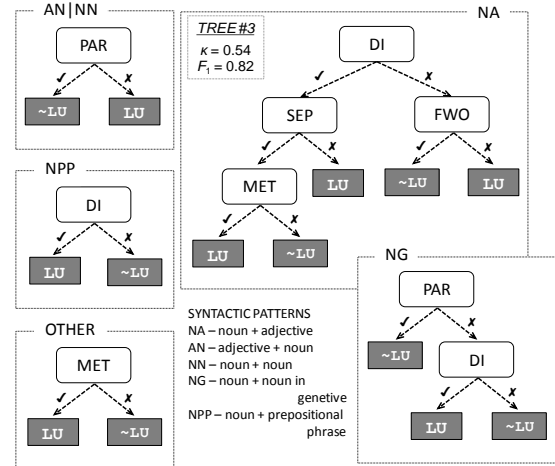 AN|NN
PAR
✓ ✗
~LU LU
NPP
DI
✓ ✗
LU ~LU
OTHER
MET
✓ ✗
LU ~LU
TREE #3
κ = 0.54
F1 = 0.82
NA
DI
✓ ✗
SEP FWO
✓ ✗ ✓ ✗
MET LU ~LU LU
✓ ✗
LU ~LU
NG
PAR
✓ ✗
~LU DI
✓ ✗
LU ~LU
SYNTACTIC PATTERNS
NA – noun + adjective
AN – adjective + noun
NN – noun + noun
NG – noun + noun in
genetive
NPP – noun + prepositional
phrase